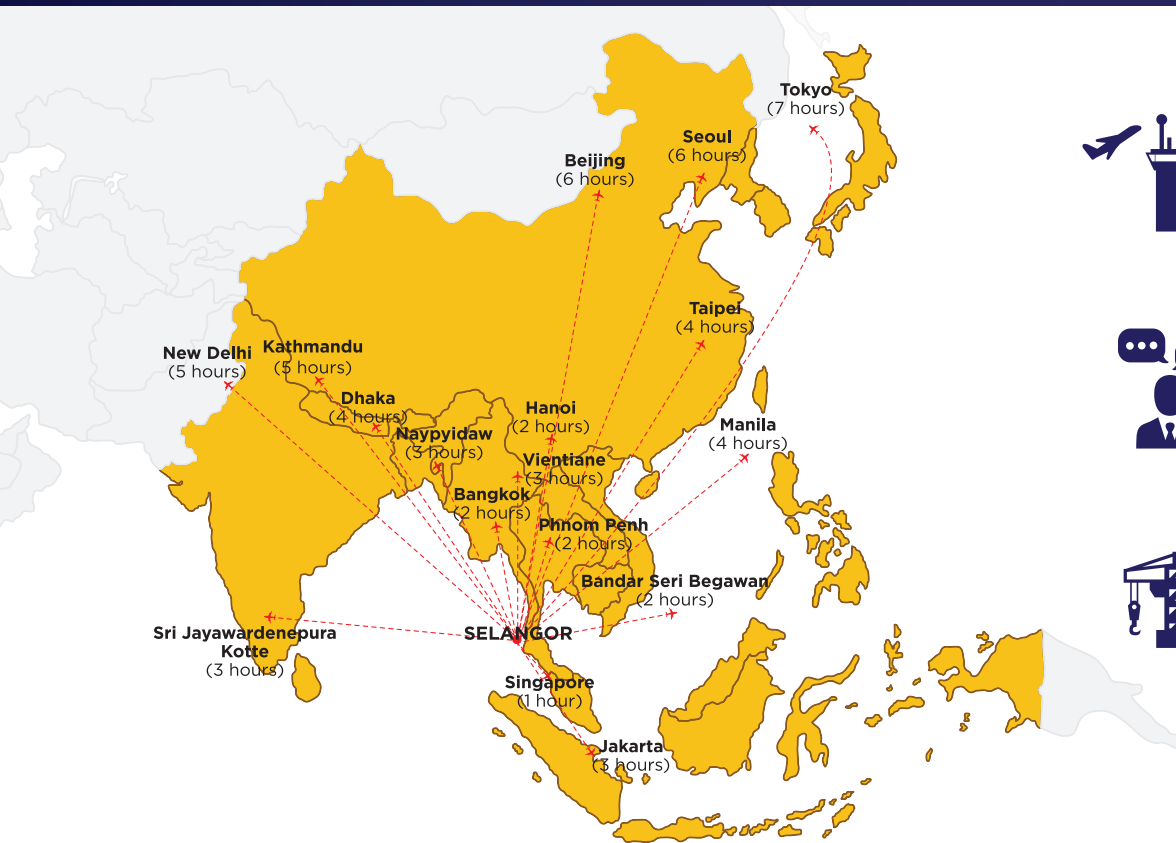 Tokyo
(7 hours)
Seoul
(6 hours)
Beijing
(6 hours)
Taipei
(4 hours)
New Delhi
(5 hours)
Kathmandu
(5 hours)
Dhaka
(4 hours)
Hanoi
(2 hours)
Manila
(4 hours)
Naypyidaw
(3 hours)
Vientiane
(3 hours)
Bangkok
(2 hours)
Phnom Penh
(2 hours)
Bandar Seri Begawan
(2 hours)
SELANGOR
Sri Jayawardenepura
Kotte
(3 hours)
Singapore
(1 hour)
Jakarta
(3 hours)